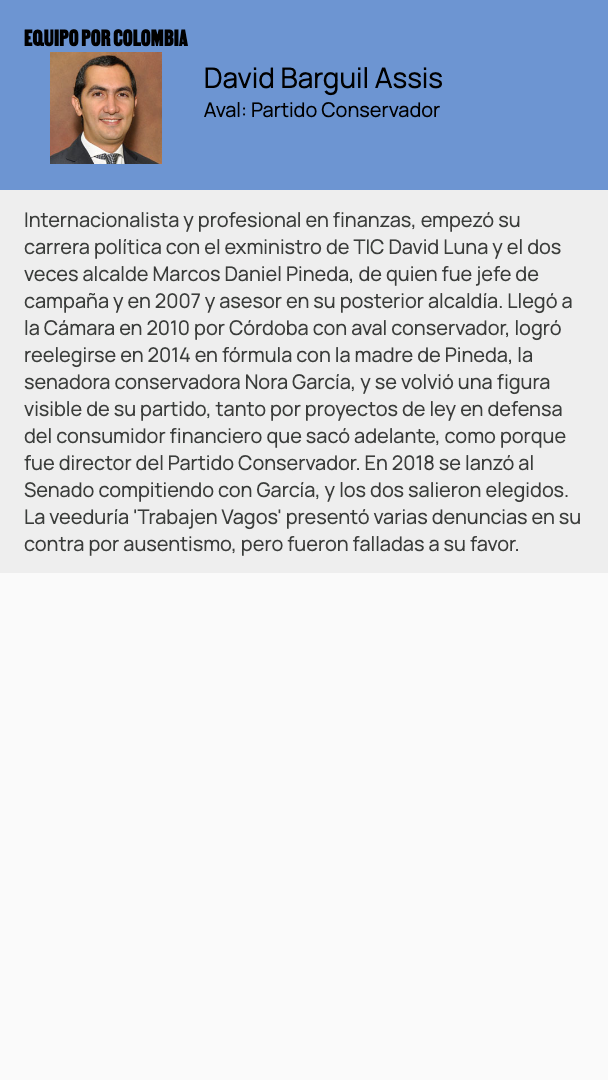 EQUIPO POR COLOMBIA
David Barguil Assis
Aval: Partido Conservador
Internacionalista y profesional en finanzas, empezó su
carrera política con el exministro de TIC David Luna y el dos
veces alcalde Marcos Daniel Pineda, de quien fue jefe de
campaña y en 2007 y asesor en su posterior alcaldía. Llegó a
la Cámara en 2010 por Córdoba con aval conservador, logró
reelegirse en 2014 en fórmula con la madre de Pineda, la
senadora conservadora Nora García, y se volvió una figura
visible de su partido, tanto por proyectos de ley en defensa
del consumidor financiero que sacó adelante, como porque
fue director del Partido Conservador. En 2018 se lanzó al
Senado compitiendo con García, y los dos salieron elegidos.
La veeduría 'Trabajen Vagos' presentó varias denuncias en su
contra por ausentismo, pero fueron falladas a su favor.